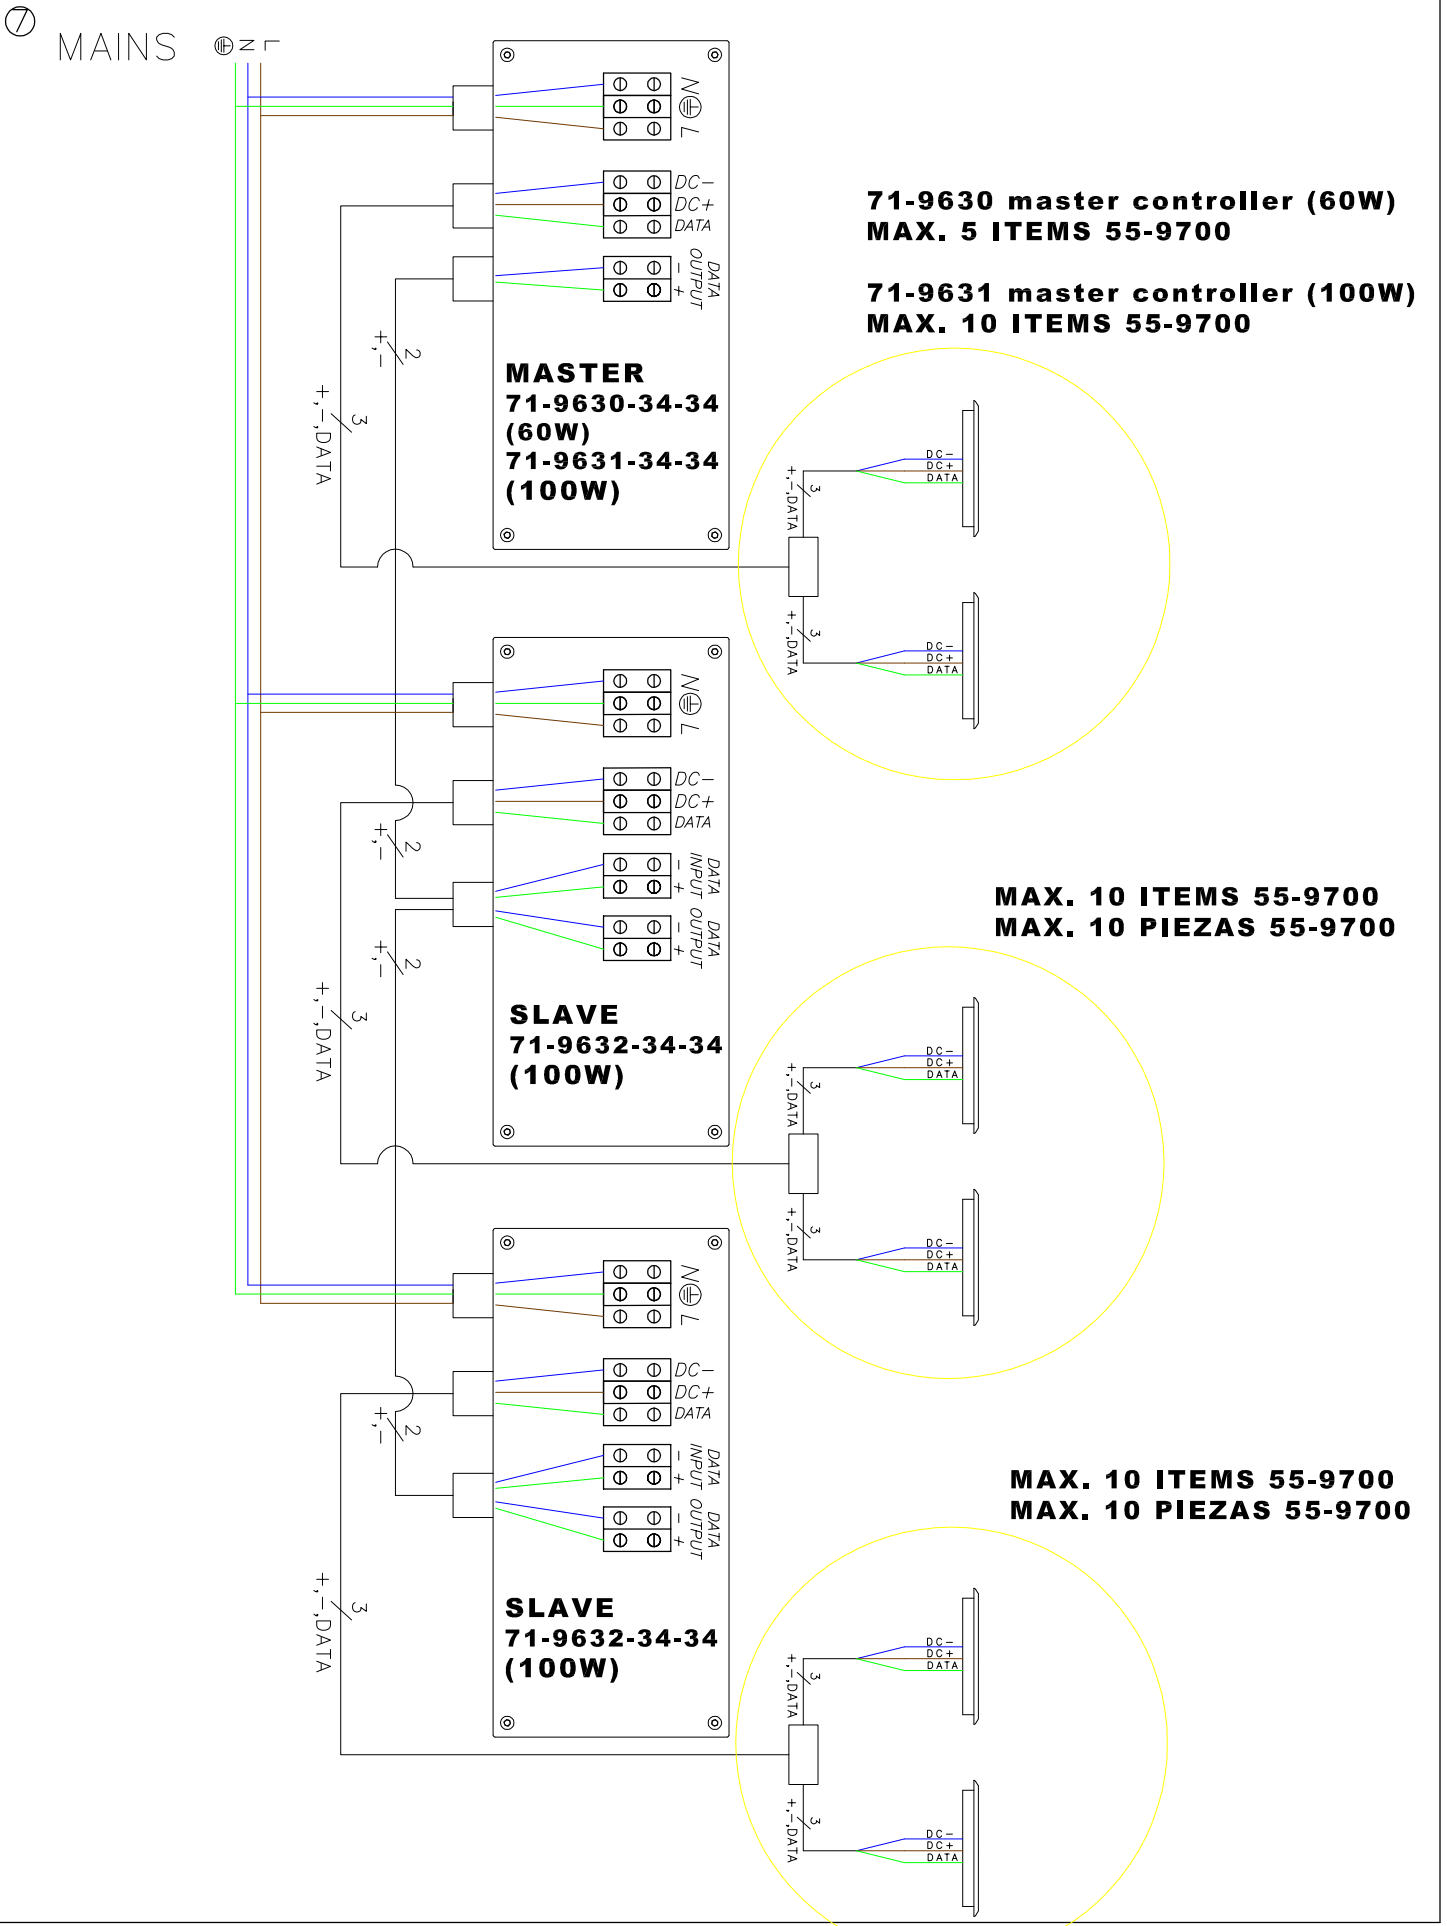 7
MAINS
⏚ N L
N ⏚ L
DC-
DC+
DATA
DATA
OUTPUT
- +
+,- 2
+,-,DATA 3
MASTER
71-9630-34-34
(60W)
71-9631-34-34
(100W)
71-9630 master controller (60W)
MAX. 5 ITEMS 55-9700
71-9631 master controller (100W)
MAX. 10 ITEMS 55-9700
+,-,DATA 3
DC-
DC+
DATA
+,-,DATA 3
DC-
DC+
DATA
N ⏚ L
DC-
DC+
DATA
+,- 2
DATA
INPUT
- +
DATA
OUTPUT
- +
+,- 2
+,-,DATA 3
SLAVE
71-9632-34-34
(100W)
MAX. 10 ITEMS 55-9700
MAX. 10 PIEZAS 55-9700
+,-,DATA 3
DC-
DC+
DATA
+,-,DATA 3
DC-
DC+
DATA
N ⏚ L
DC-
DC+
DATA
+,- 2
DATA
INPUT
- +
DATA
OUTPUT
- +
+,-,DATA 3
SLAVE
71-9632-34-34
(100W)
MAX. 10 ITEMS 55-9700
MAX. 10 PIEZAS 55-9700
+,-,DATA 3
DC-
DC+
DATA
+,-,DATA 3
DC-
DC+
DATA